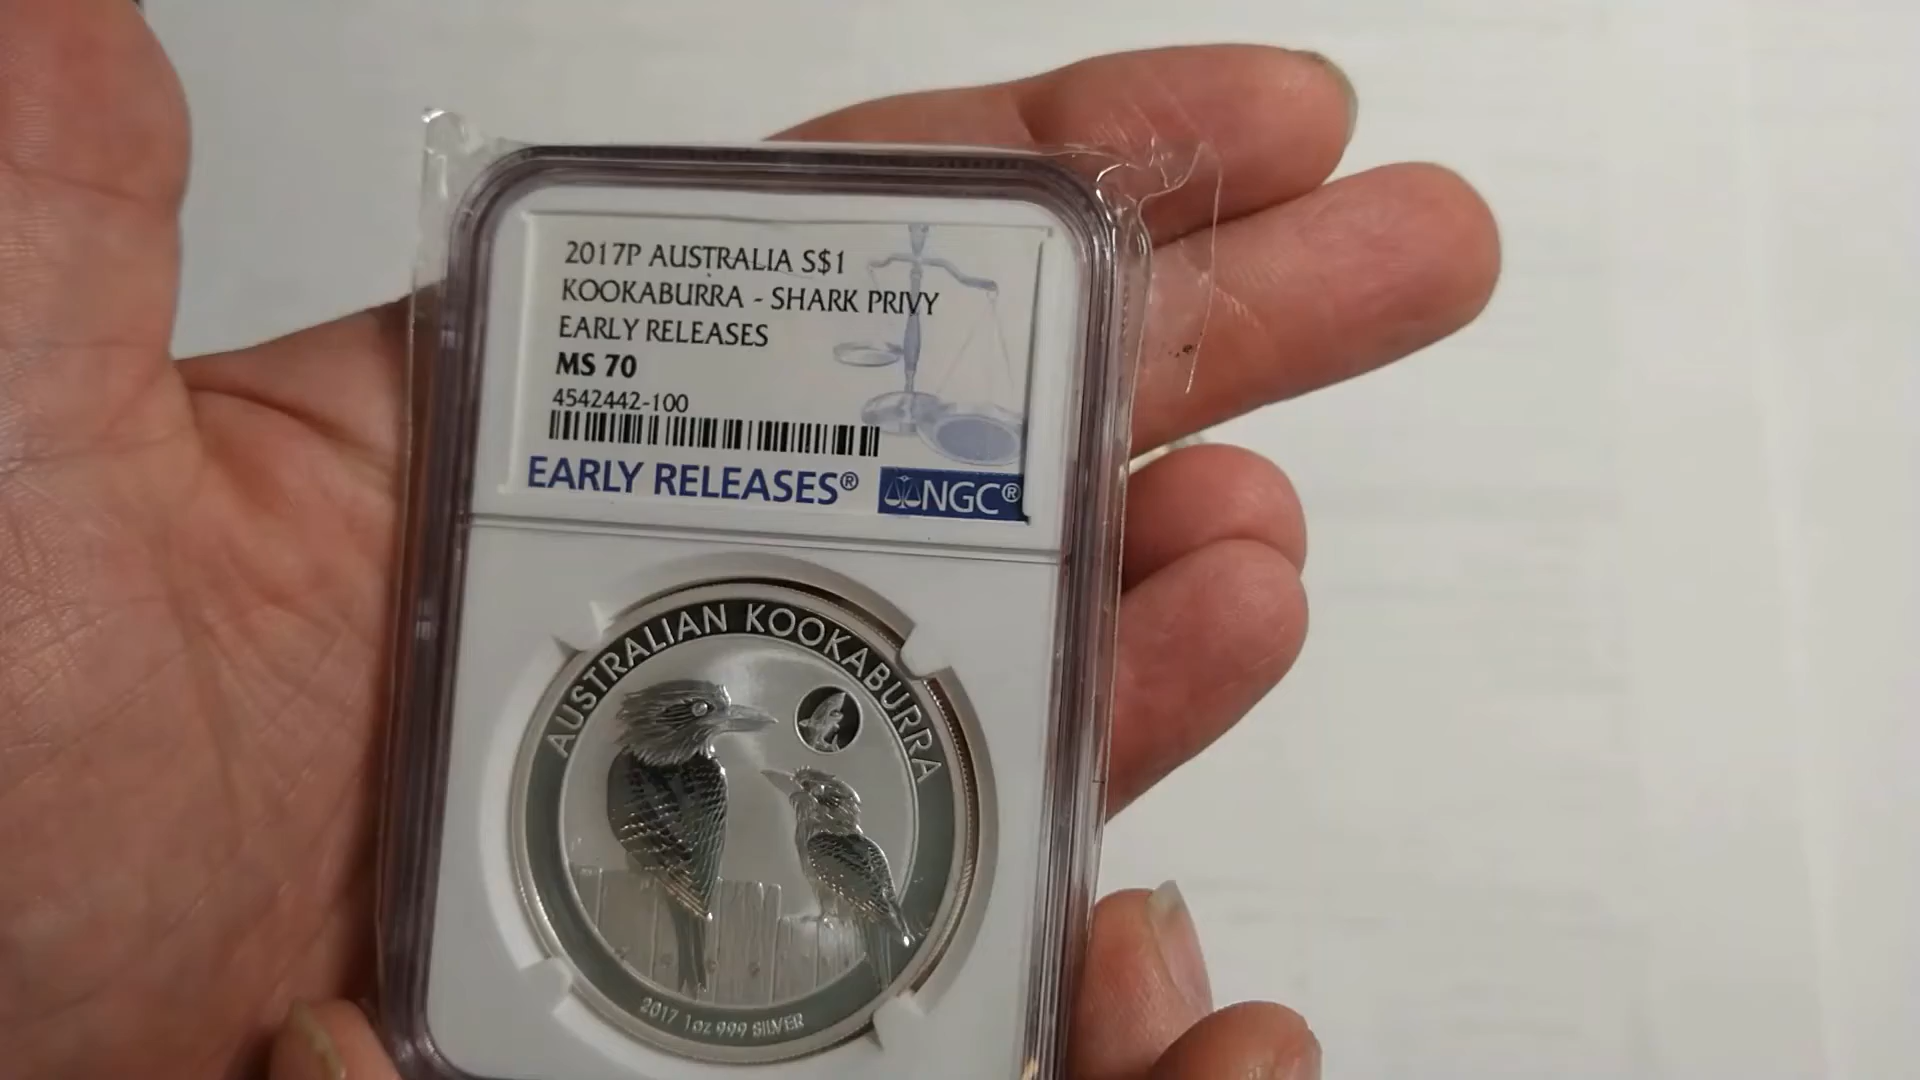 2017P AUSTRALIA S$1
KOOKABURRA - SHARK PRIVY
EARLY RELEASES
MS 70
4542442-100
EARLY RELEASES® NGC®
AUSTRALIAN KOOKABURRA
2017 1oz 999 SILVER